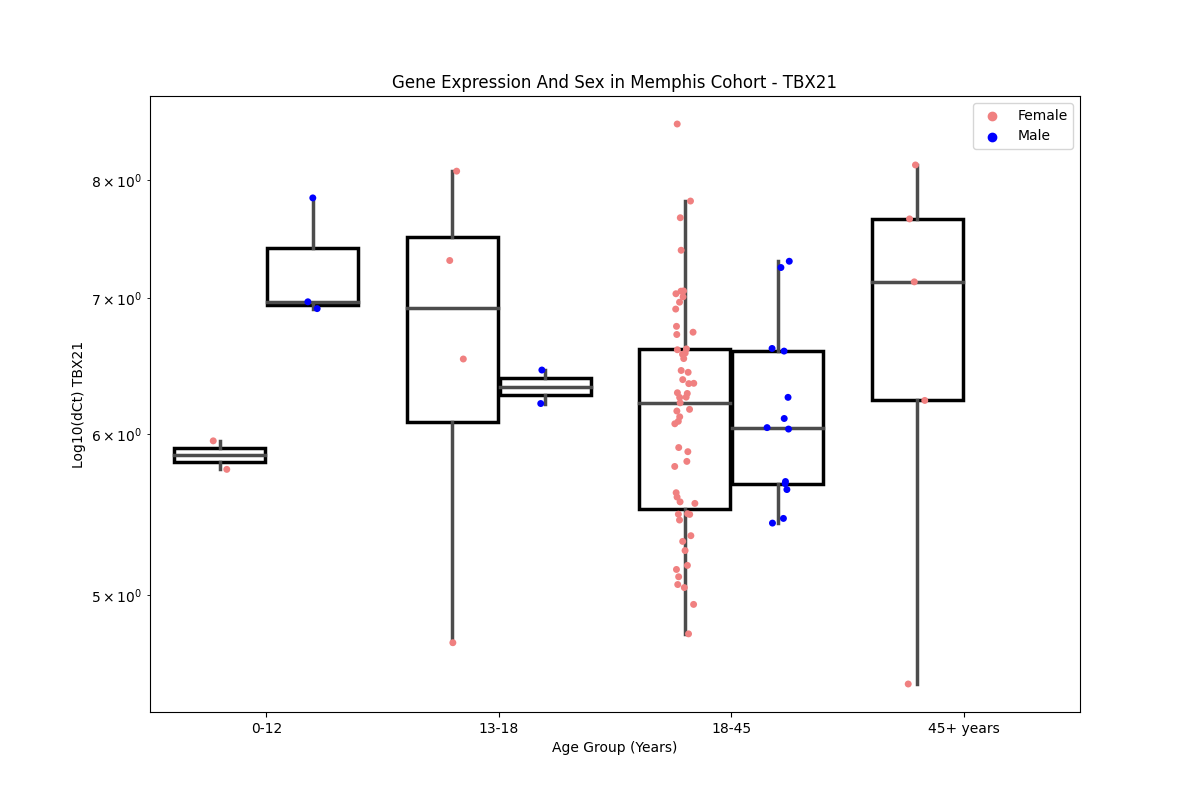 Gene Expression And Sex in Memphis Cohort - TBX21
Female
Male
8 × 10⁰
7 × 10⁰
6 × 10⁰
5 × 10⁰
Log10(dCt) TBX21
0-12
13-18
18-45
45+ years
Age Group (Years)